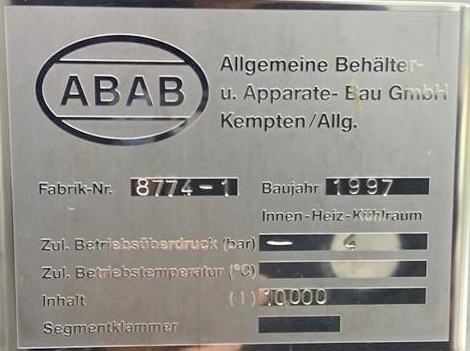 ABAB
Allgemeine Behälter-
u. Apparate- Bau GmbH
Kempten/Allg.
Fabrik-Nr. 8774-1 Baujahr 1997
Innen-Heiz-Kühlraum
Zul. Betriebsüberdruck (bar) – 4
Zul. Betriebstemperatur (°C)
Inhalt (l) 10000
Segmentklammer